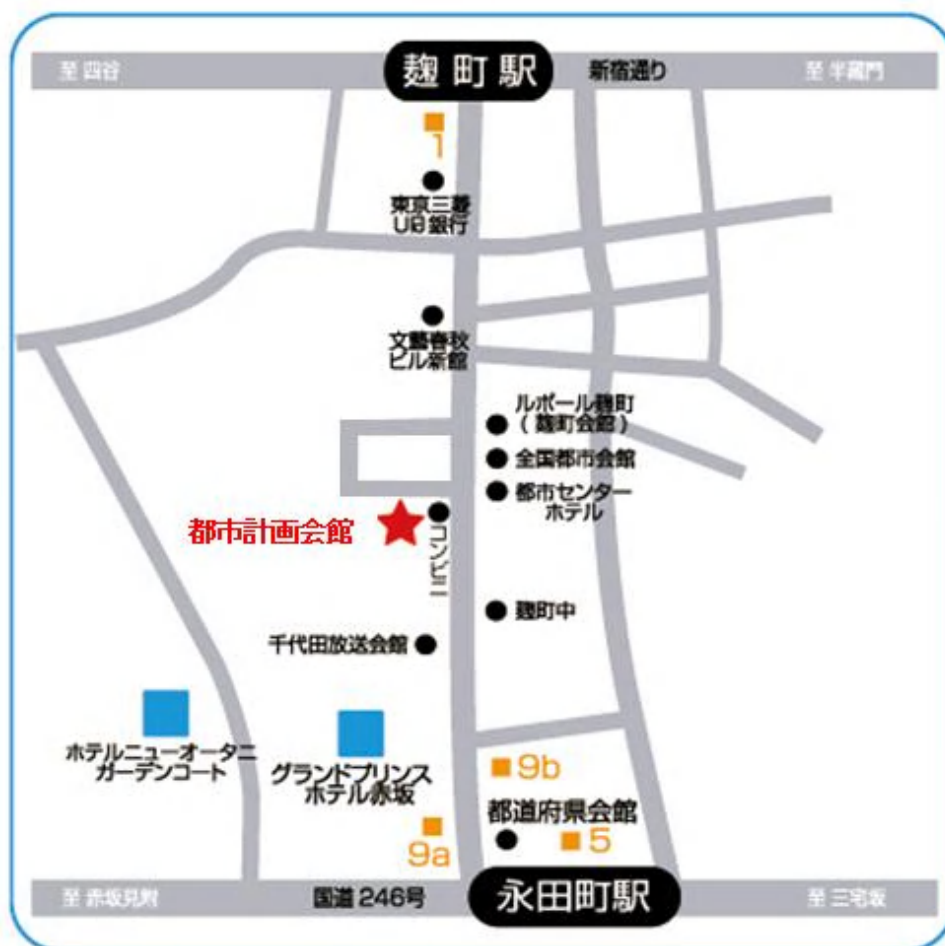 至 四谷
麹町駅
新宿通り
至 半蔵門
1
東京三菱
UFJ銀行
文藝春秋
ビル新館
ルポール麹町
（麹町会館）
全国都市会館
都市センター
ホテル
都市計画会館
コンビニ
麹町中
千代田放送会館
ホテルニューオータニ
ガーデンコート
グランドプリンス
ホテル赤坂
9b
都道府県会館
5
9a
至 赤坂見附
国道246号
永田町駅
至 三宅坂